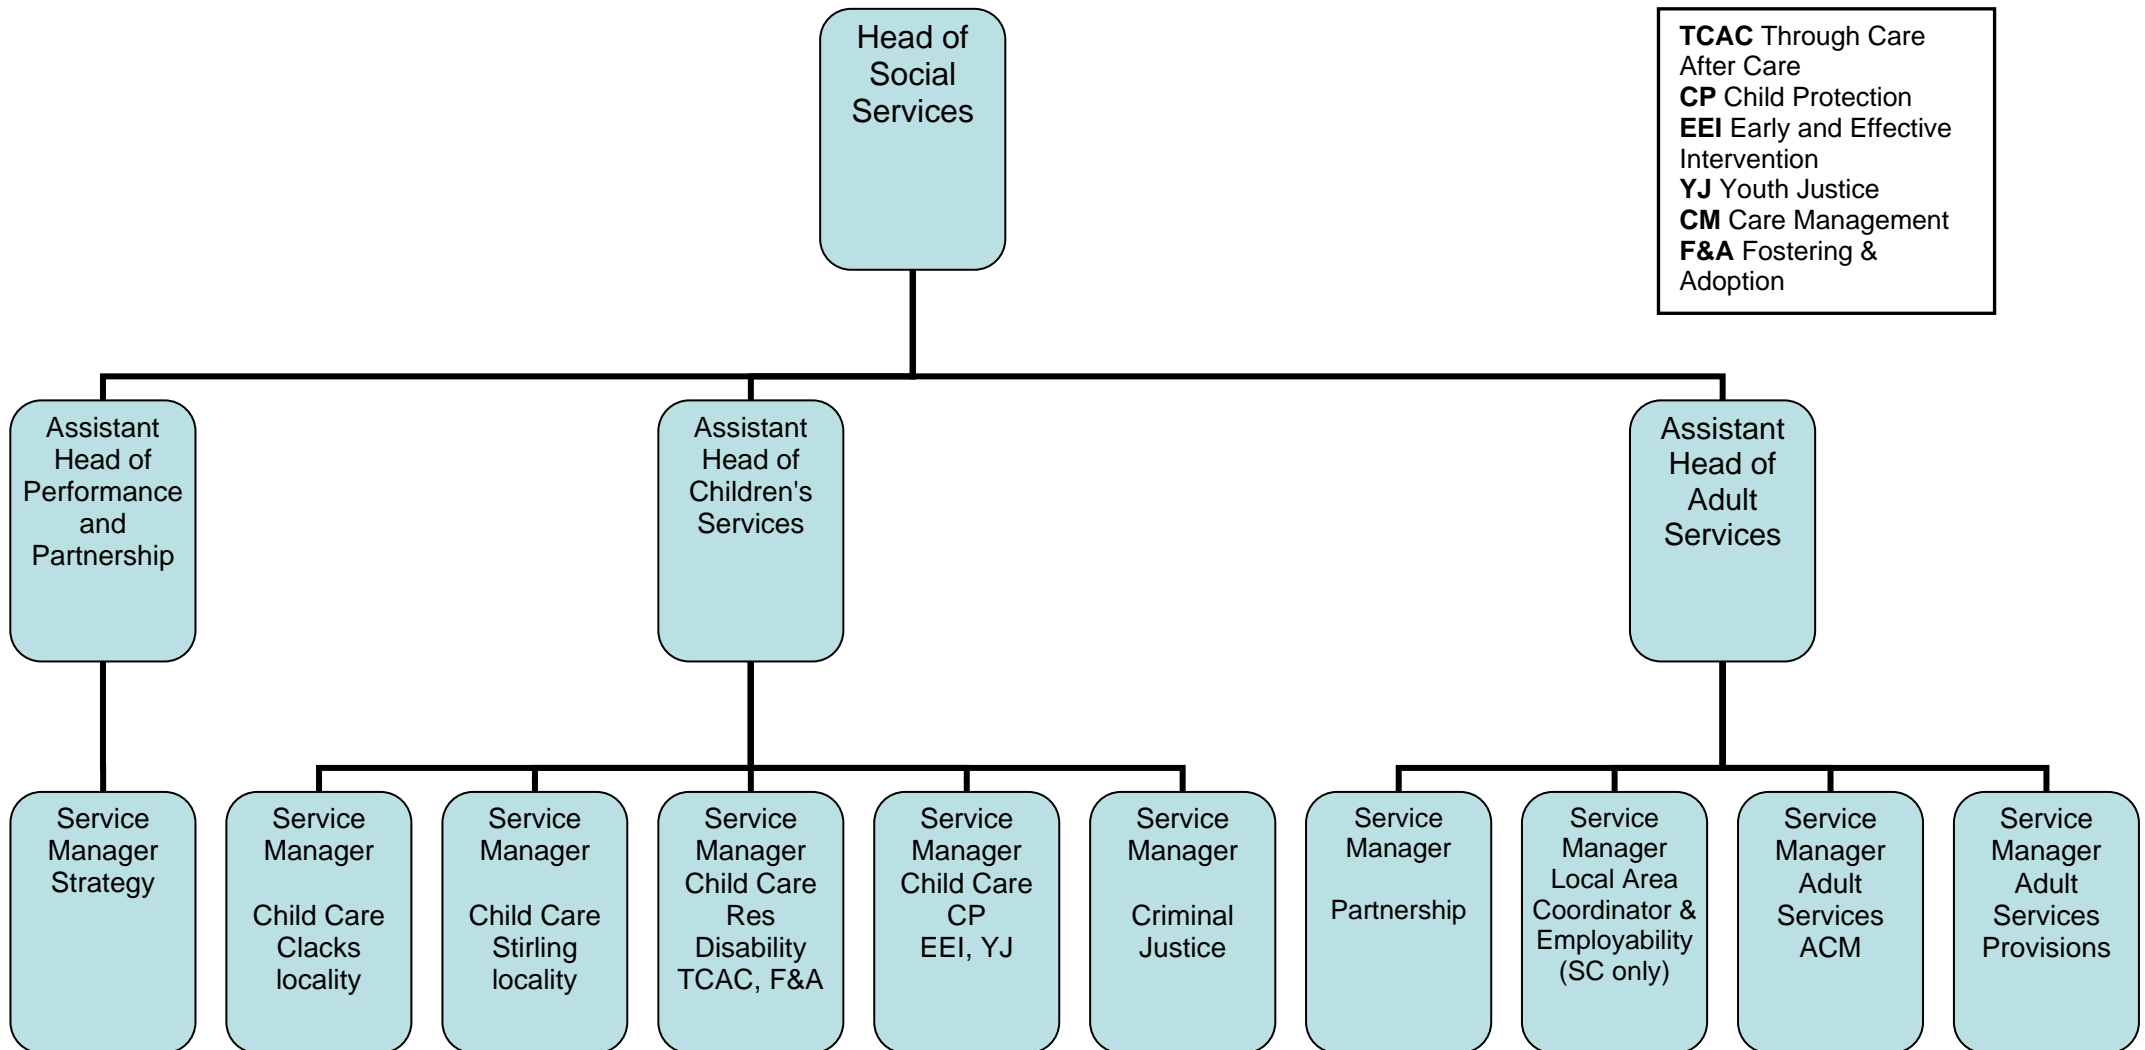 Head of
Social
Services
TCAC Through Care
After Care
CP Child Protection
EEI Early and Effective
Intervention
YJ Youth Justice
CM Care Management
F&A Fostering &
Adoption
Assistant
Head of
Performance
and
Partnership
Assistant
Head of
Children's
Services
Assistant
Head of
Adult
Services
Service
Manager
Strategy
Service
Manager
Child Care
Clacks
locality
Service
Manager
Child Care
Stirling
locality
Service
Manager
Child Care
Res
Disability
TCAC, F&A
Service
Manager
Child Care
CP
EEI, YJ
Service
Manager
Criminal
Justice
Service
Manager
Partnership
Service
Manager
Local Area
Coordinator &
Employability
(SC only)
Service
Manager
Adult
Services
ACM
Service
Manager
Adult
Services
Provisions